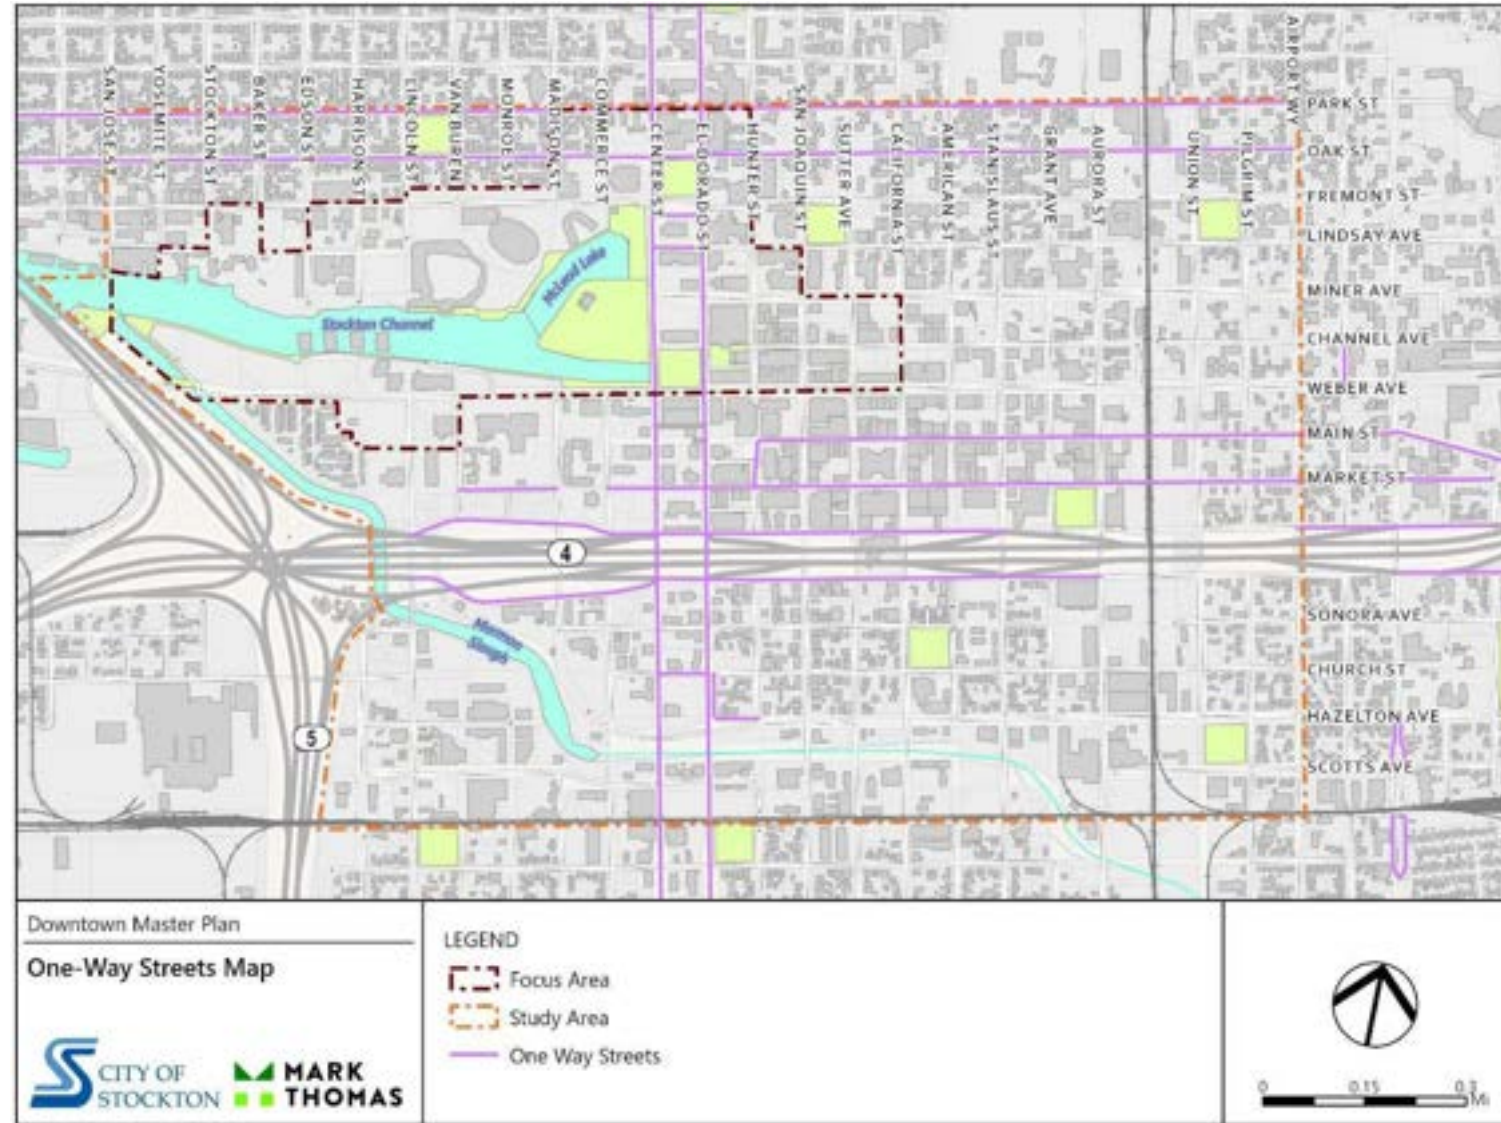 SAN JOSE ST
YOSEMITE ST
STOCKTON ST
BAKER ST
EDSON ST
HARRISON ST
LINCOLN ST
VAN BUREN
MONROE ST
MADISON ST
COMMERCE ST
CENTER ST
EL DORADO ST
HUNTER ST
SAN JOAQUIN ST
SUTTER AVE
CALIFORNIA ST
AMERICAN ST
STANISLAUS ST
GRANT AVE
AURORA ST
UNION ST
PILGRIM ST
AIRPORT WY
PARK ST
OAK ST
FREMONT ST
LINDSAY AVE
MINER AVE
CHANNEL AVE
WEBER AVE
MAIN ST
MARKET ST
SONORA AVE
CHURCH ST
HAZELTON AVE
SCOTTS AVE
McLeod Lake
Stockton Channel
Mormon
Slough
4
5
Downtown Master Plan
One-Way Streets Map
CITY OF
STOCKTON
MARK
THOMAS
LEGEND
Focus Area
Study Area
One Way Streets
0 0.15 0.3
Mi